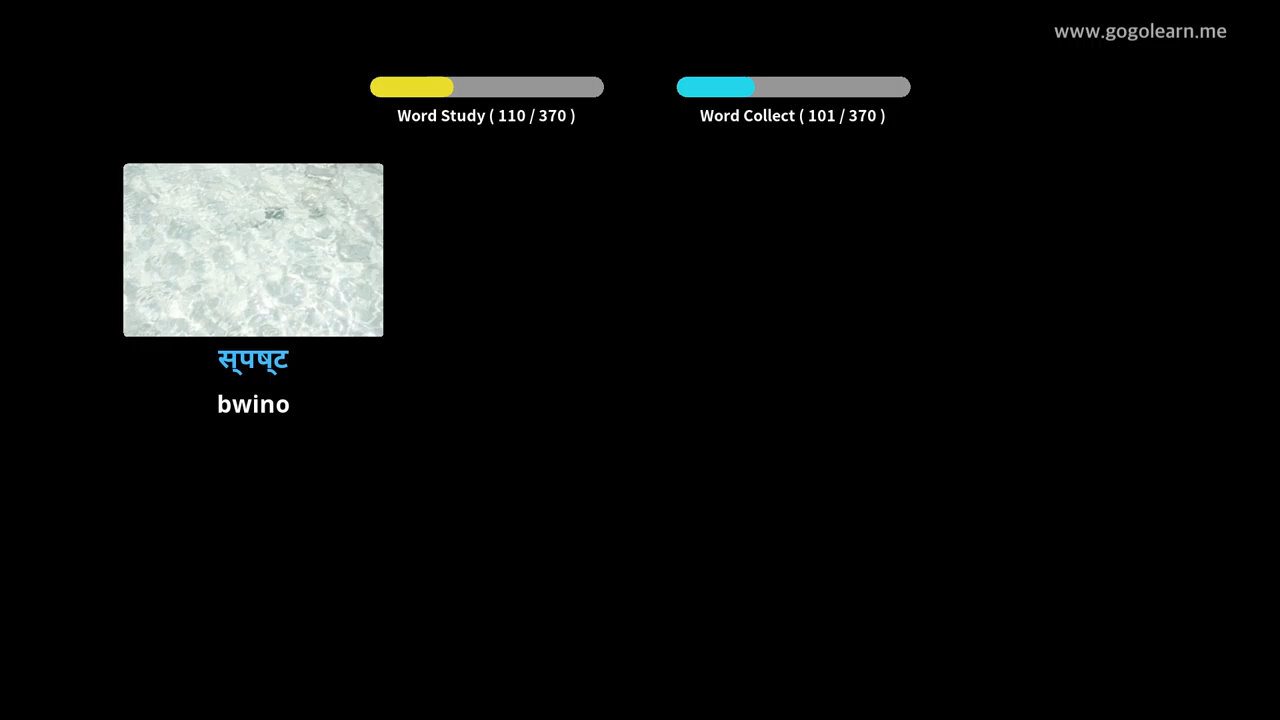 www.gogolearn.me
Word Study ( 110 / 370 )
Word Collect ( 101 / 370 )
स्पष्ट
bwino